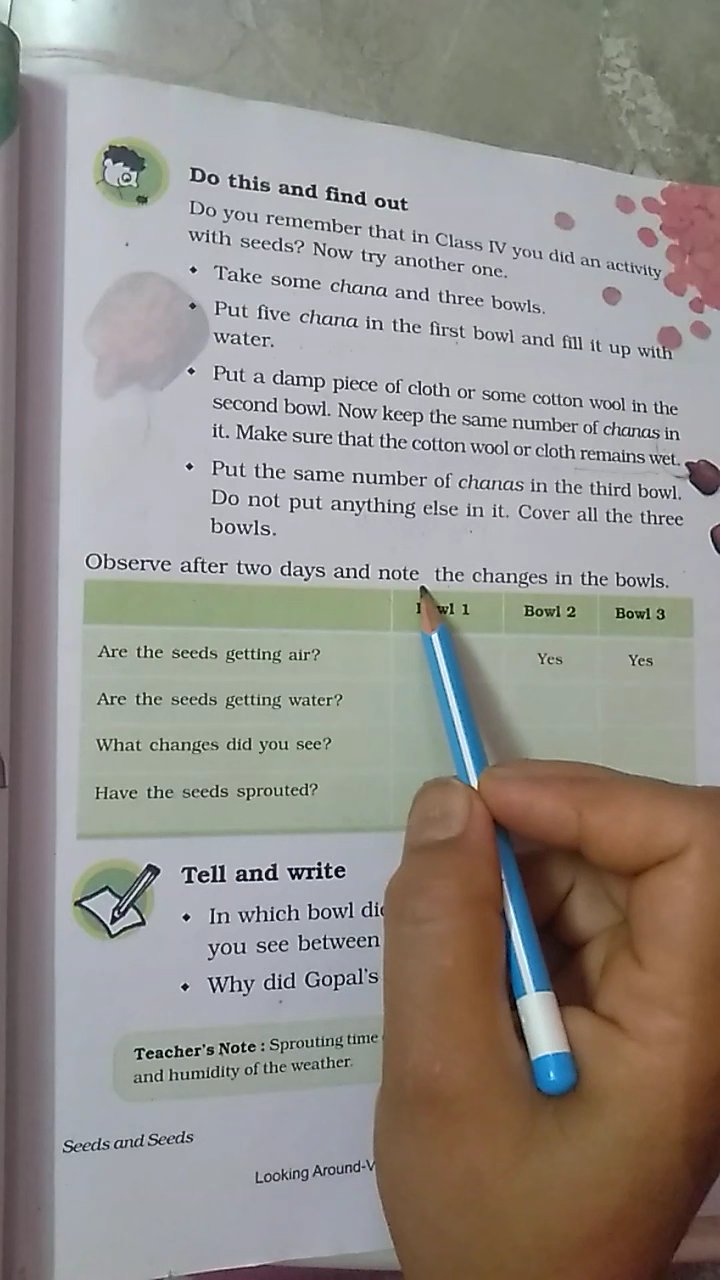 Do this and find out
Do you remember that in Class IV you did an activity
with seeds? Now try another one.
• Take some chana and three bowls.
• Put five chana in the first bowl and fill it up with
water.
• Put a damp piece of cloth or some cotton wool in the
second bowl. Now keep the same number of chanas in
it. Make sure that the cotton wool or cloth remains wet.
• Put the same number of chanas in the third bowl.
Do not put anything else in it. Cover all the three
bowls.
Observe after two days and note the changes in the bowls.
Bowl 2 Bowl 3
Are the seeds getting air? Yes Yes
Are the seeds getting water?
What changes did you see?
Have the seeds sprouted?
Tell and write
• In which bowl
you see between
• Why did Gopal's
Teacher's Note : Sprouting time
and humidity of the weather.
Seeds and Seeds
Looking Around-V